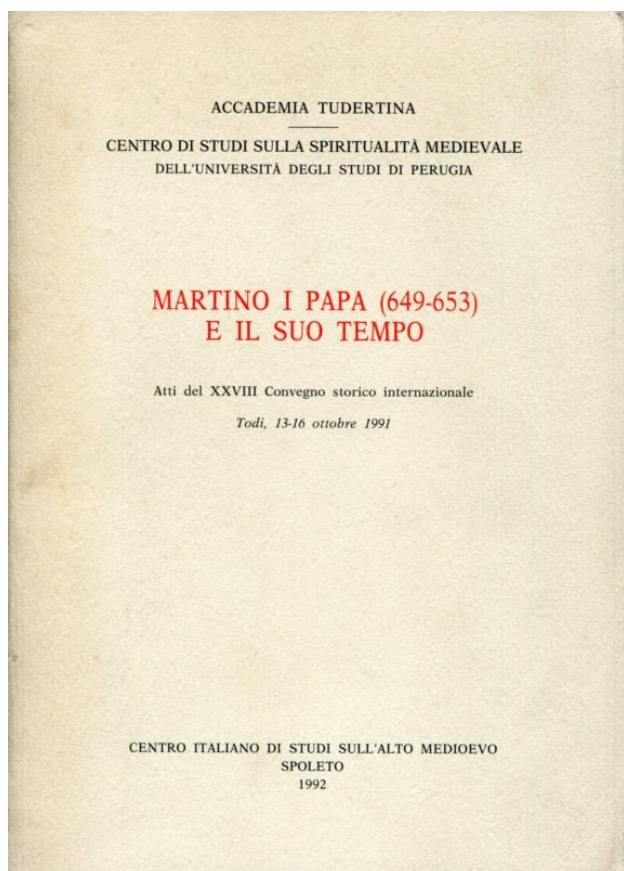 ACCADEMIA TUDERTINA
CENTRO DI STUDI SULLA SPIRITUALITÀ MEDIEVALE
DELL'UNIVERSITÀ DEGLI STUDI DI PERUGIA
MARTINO I PAPA (649-653)
E IL SUO TEMPO
Atti del XXVIII Convegno storico internazionale
Todi, 13-16 ottobre 1991
CENTRO ITALIANO DI STUDI SULL'ALTO MEDIOEVO
SPOLETO
1992